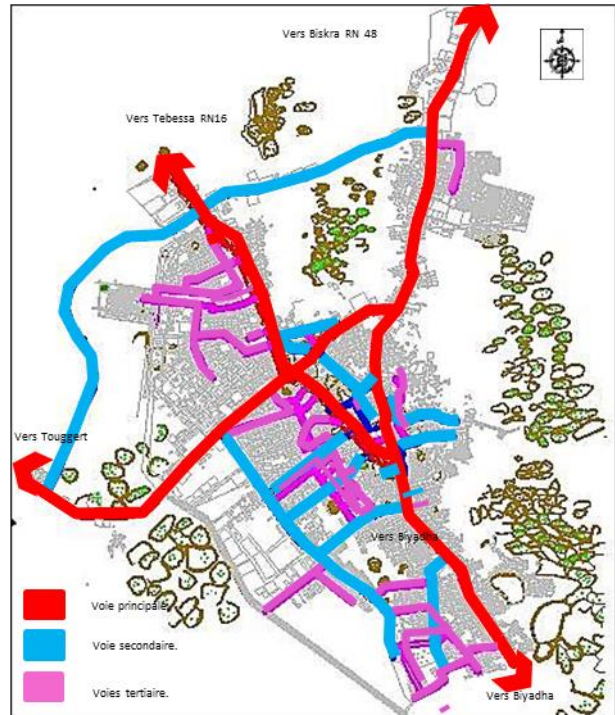 Vers Biskra RN 48
Vers Tebessa RN16
Vers Touggert
Vers Biyadha
Voie principale.
Voie secondaire.
Voies tertiaire.
Vers Biyadha